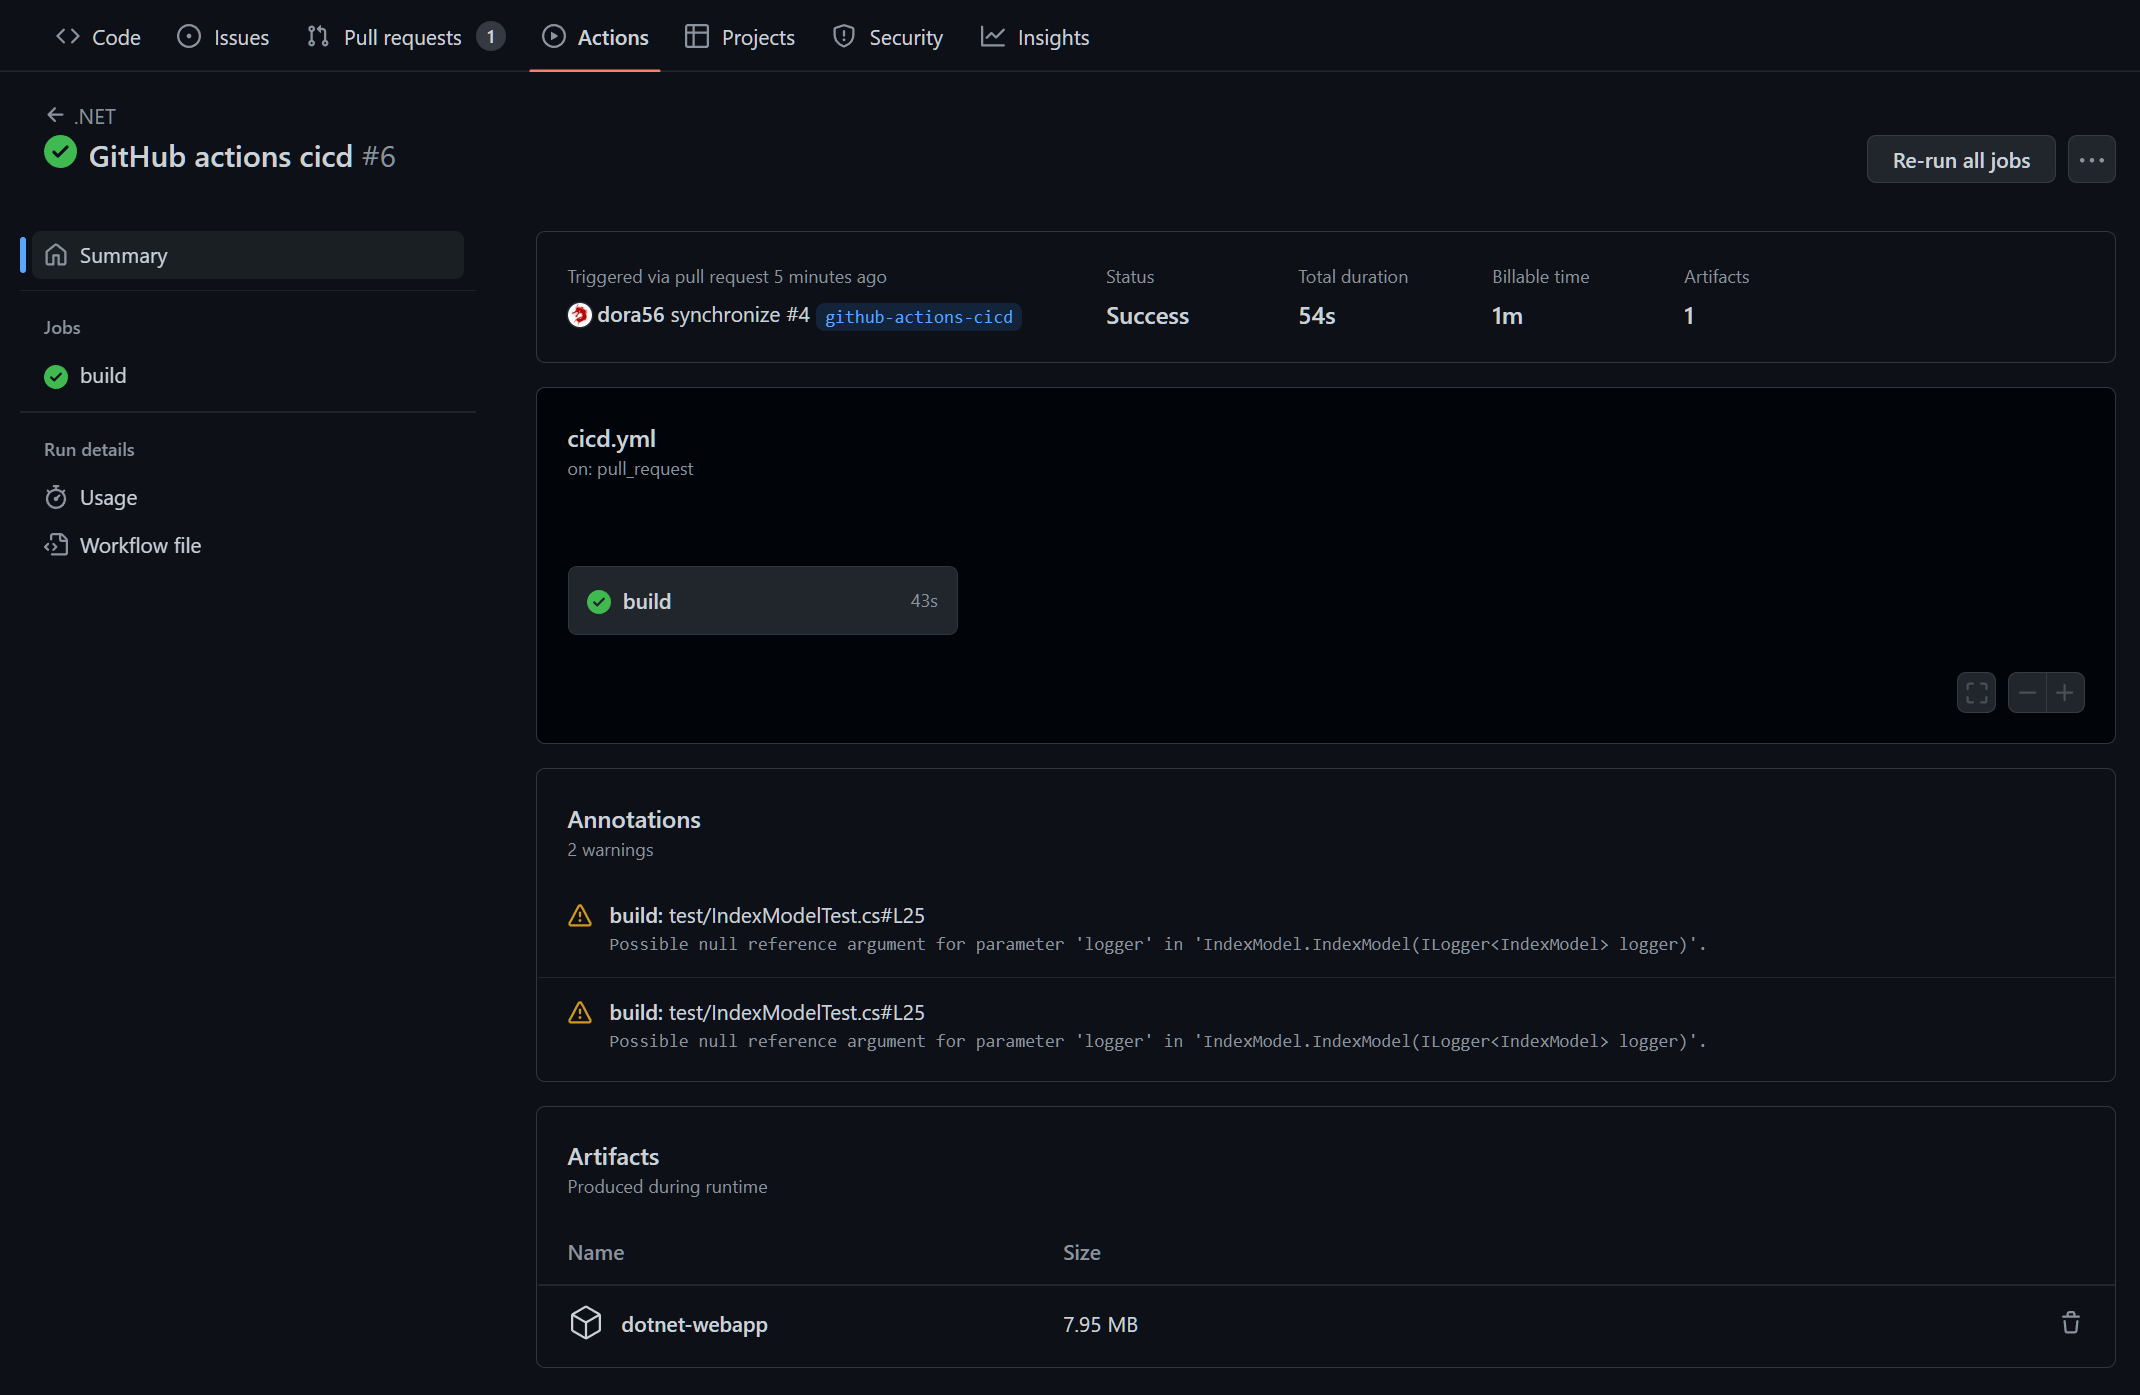 Code Issues Pull requests 1 Actions Projects Security Insights
.NET
GitHub actions cicd #6
Re-run all jobs
Summary
Jobs
build
Run details
Usage
Workflow file
Triggered via pull request 5 minutes ago
dora56 synchronize #4 github-actions-cicd
Status
Success
Total duration
54s
Billable time
1m
Artifacts
1
cicd.yml
on: pull_request
build 43s
Annotations
2 warnings
build: test/IndexModelTest.cs#L25
Possible null reference argument for parameter 'logger' in 'IndexModel.IndexModel(ILogger<IndexModel> logger)'.
build: test/IndexModelTest.cs#L25
Possible null reference argument for parameter 'logger' in 'IndexModel.IndexModel(ILogger<IndexModel> logger)'.
Artifacts
Produced during runtime
Name Size
dotnet-webapp 7.95 MB